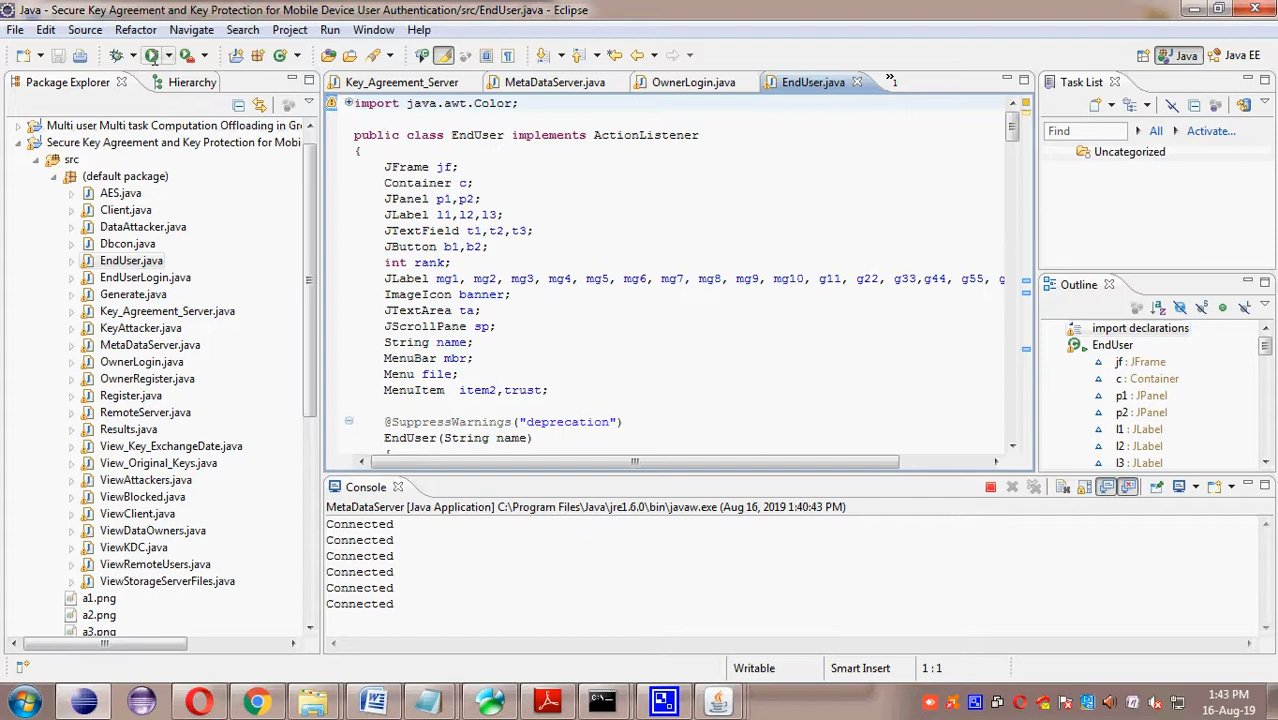 Java - Secure Key Agreement and Key Protection for Mobile Device User Authentication/src/EndUser.java - Eclipse
File Edit Source Refactor Navigate Search Project Run Window Help
Java Java EE
Package Explorer Hierarchy
Multi user Multi task Computation Offloading in Gre
Secure Key Agreement and Key Protection for Mobi
src
(default package)
AES.java
Client.java
DataAttacker.java
Dbcon.java
EndUser.java
EndUserLogin.java
Generate.java
Key_Agreement_Server.java
KeyAttacker.java
MetaDataServer.java
OwnerLogin.java
OwnerRegister.java
Register.java
RemoteServer.java
Results.java
View_Key_ExchangeDate.java
View_Original_Keys.java
ViewAttackers.java
ViewBlocked.java
ViewClient.java
ViewDataOwners.java
ViewKDC.java
ViewRemoteUsers.java
ViewStorageServerFiles.java
a1.png
a2.png
a3.png
Key_Agreement_Server MetaDataServer.java OwnerLogin.java EndUser.java »1
import java.awt.Color;
public class EndUser implements ActionListener
{
JFrame jf;
Container c;
JPanel p1,p2;
JLabel l1,l2,l3;
JTextField t1,t2,t3;
JButton b1,b2;
int rank;
JLabel mg1, mg2, mg3, mg4, mg5, mg6, mg7, mg8, mg9, mg10, g11, g22, g33,g44, g55, g
ImageIcon banner;
JTextArea ta;
JScrollPane sp;
String name;
MenuBar mbr;
Menu file;
MenuItem item2,trust;
@SuppressWarnings("deprecation")
EndUser(String name)
{
Task List
Find All Activate...
Uncategorized
Outline
import declarations
EndUser
jf : JFrame
c : Container
p1 : JPanel
p2 : JPanel
l1 : JLabel
l2 : JLabel
l3 : JLabel
Console
MetaDataServer [Java Application] C:\Program Files\Java\jre1.6.0\bin\javaw.exe (Aug 16, 2019 1:40:43 PM)
Connected
Connected
Connected
Connected
Connected
Connected
Writable Smart Insert 1 : 1
1:43 PM
16-Aug-19